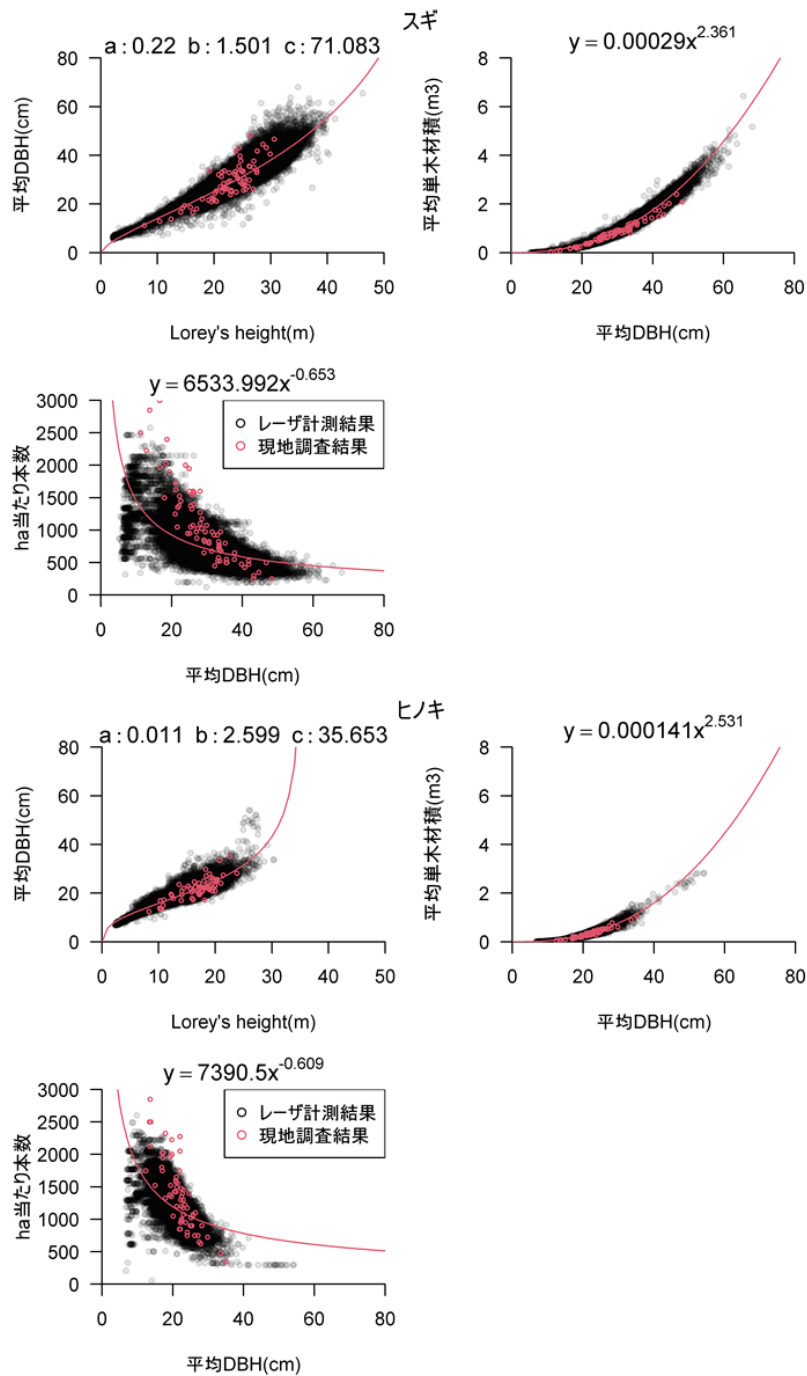 スギ
a : 0.22 b : 1.501 c : 71.083
80
60
40
20
0
平均DBH(cm)
0 10 20 30 40 50
Lorey's height(m)
y = 0.00029x^2.361
8
6
4
2
0
平均単木材積(m3)
0 20 40 60 80
平均DBH(cm)
y = 6533.992x^-0.653
3000
2500
2000
1500
1000
500
0
ha当たり本数
レーザ計測結果
現地調査結果
0 20 40 60 80
平均DBH(cm)
ヒノキ
a : 0.011 b : 2.599 c : 35.653
80
60
40
20
0
平均DBH(cm)
0 10 20 30 40 50
Lorey's height(m)
y = 0.000141x^2.531
8
6
4
2
0
平均単木材積(m3)
0 20 40 60 80
平均DBH(cm)
y = 7390.5x^-0.609
3000
2500
2000
1500
1000
500
0
ha当たり本数
レーザ計測結果
現地調査結果
0 20 40 60 80
平均DBH(cm)